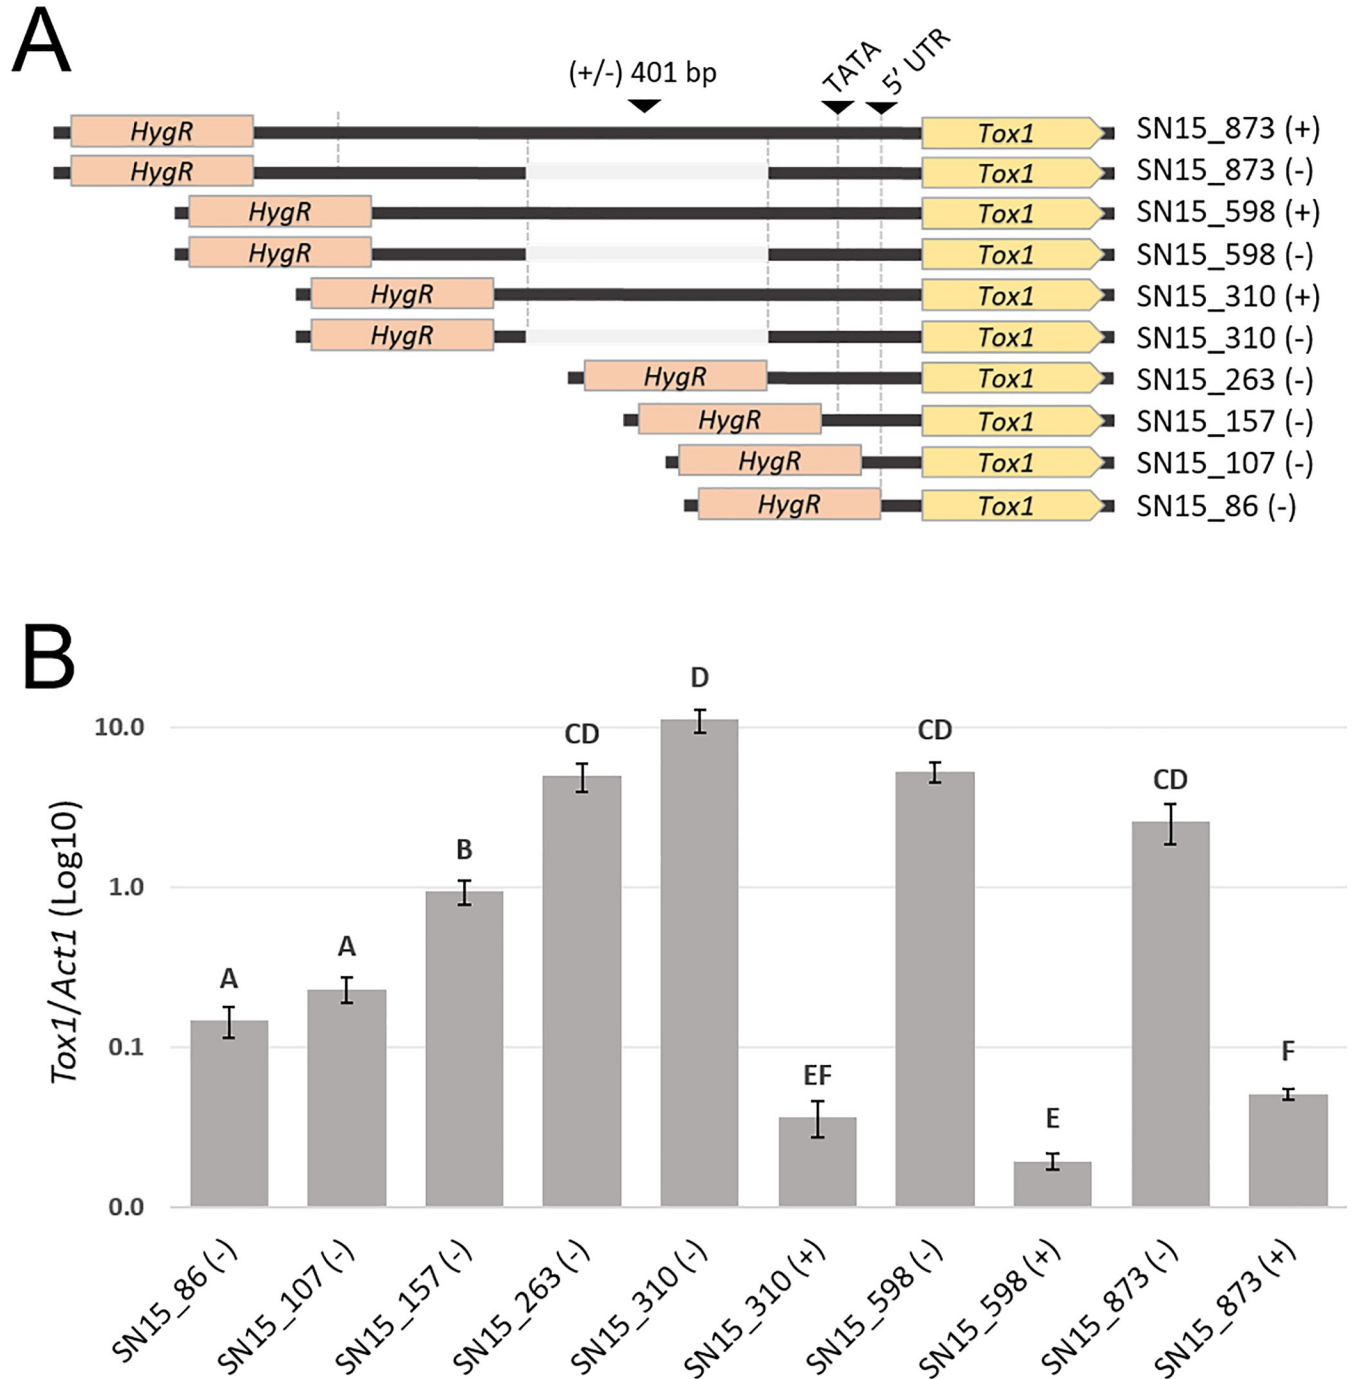 A
(+/-) 401 bp
TATA
5' UTR
HygR Tox1 SN15_873 (+)
HygR Tox1 SN15_873 (-)
HygR Tox1 SN15_598 (+)
HygR Tox1 SN15_598 (-)
HygR Tox1 SN15_310 (+)
HygR Tox1 SN15_310 (-)
HygR Tox1 SN15_263 (-)
HygR Tox1 SN15_157 (-)
HygR Tox1 SN15_107 (-)
HygR Tox1 SN15_86 (-)
B
Tox1/Act1 (Log10)
10.0
1.0
0.1
0.0
A
A
B
CD
D
EF
CD
E
CD
F
SN15_86 (-)
SN15_107 (-)
SN15_157 (-)
SN15_263 (-)
SN15_310 (-)
SN15_310 (+)
SN15_598 (-)
SN15_598 (+)
SN15_873 (-)
SN15_873 (+)